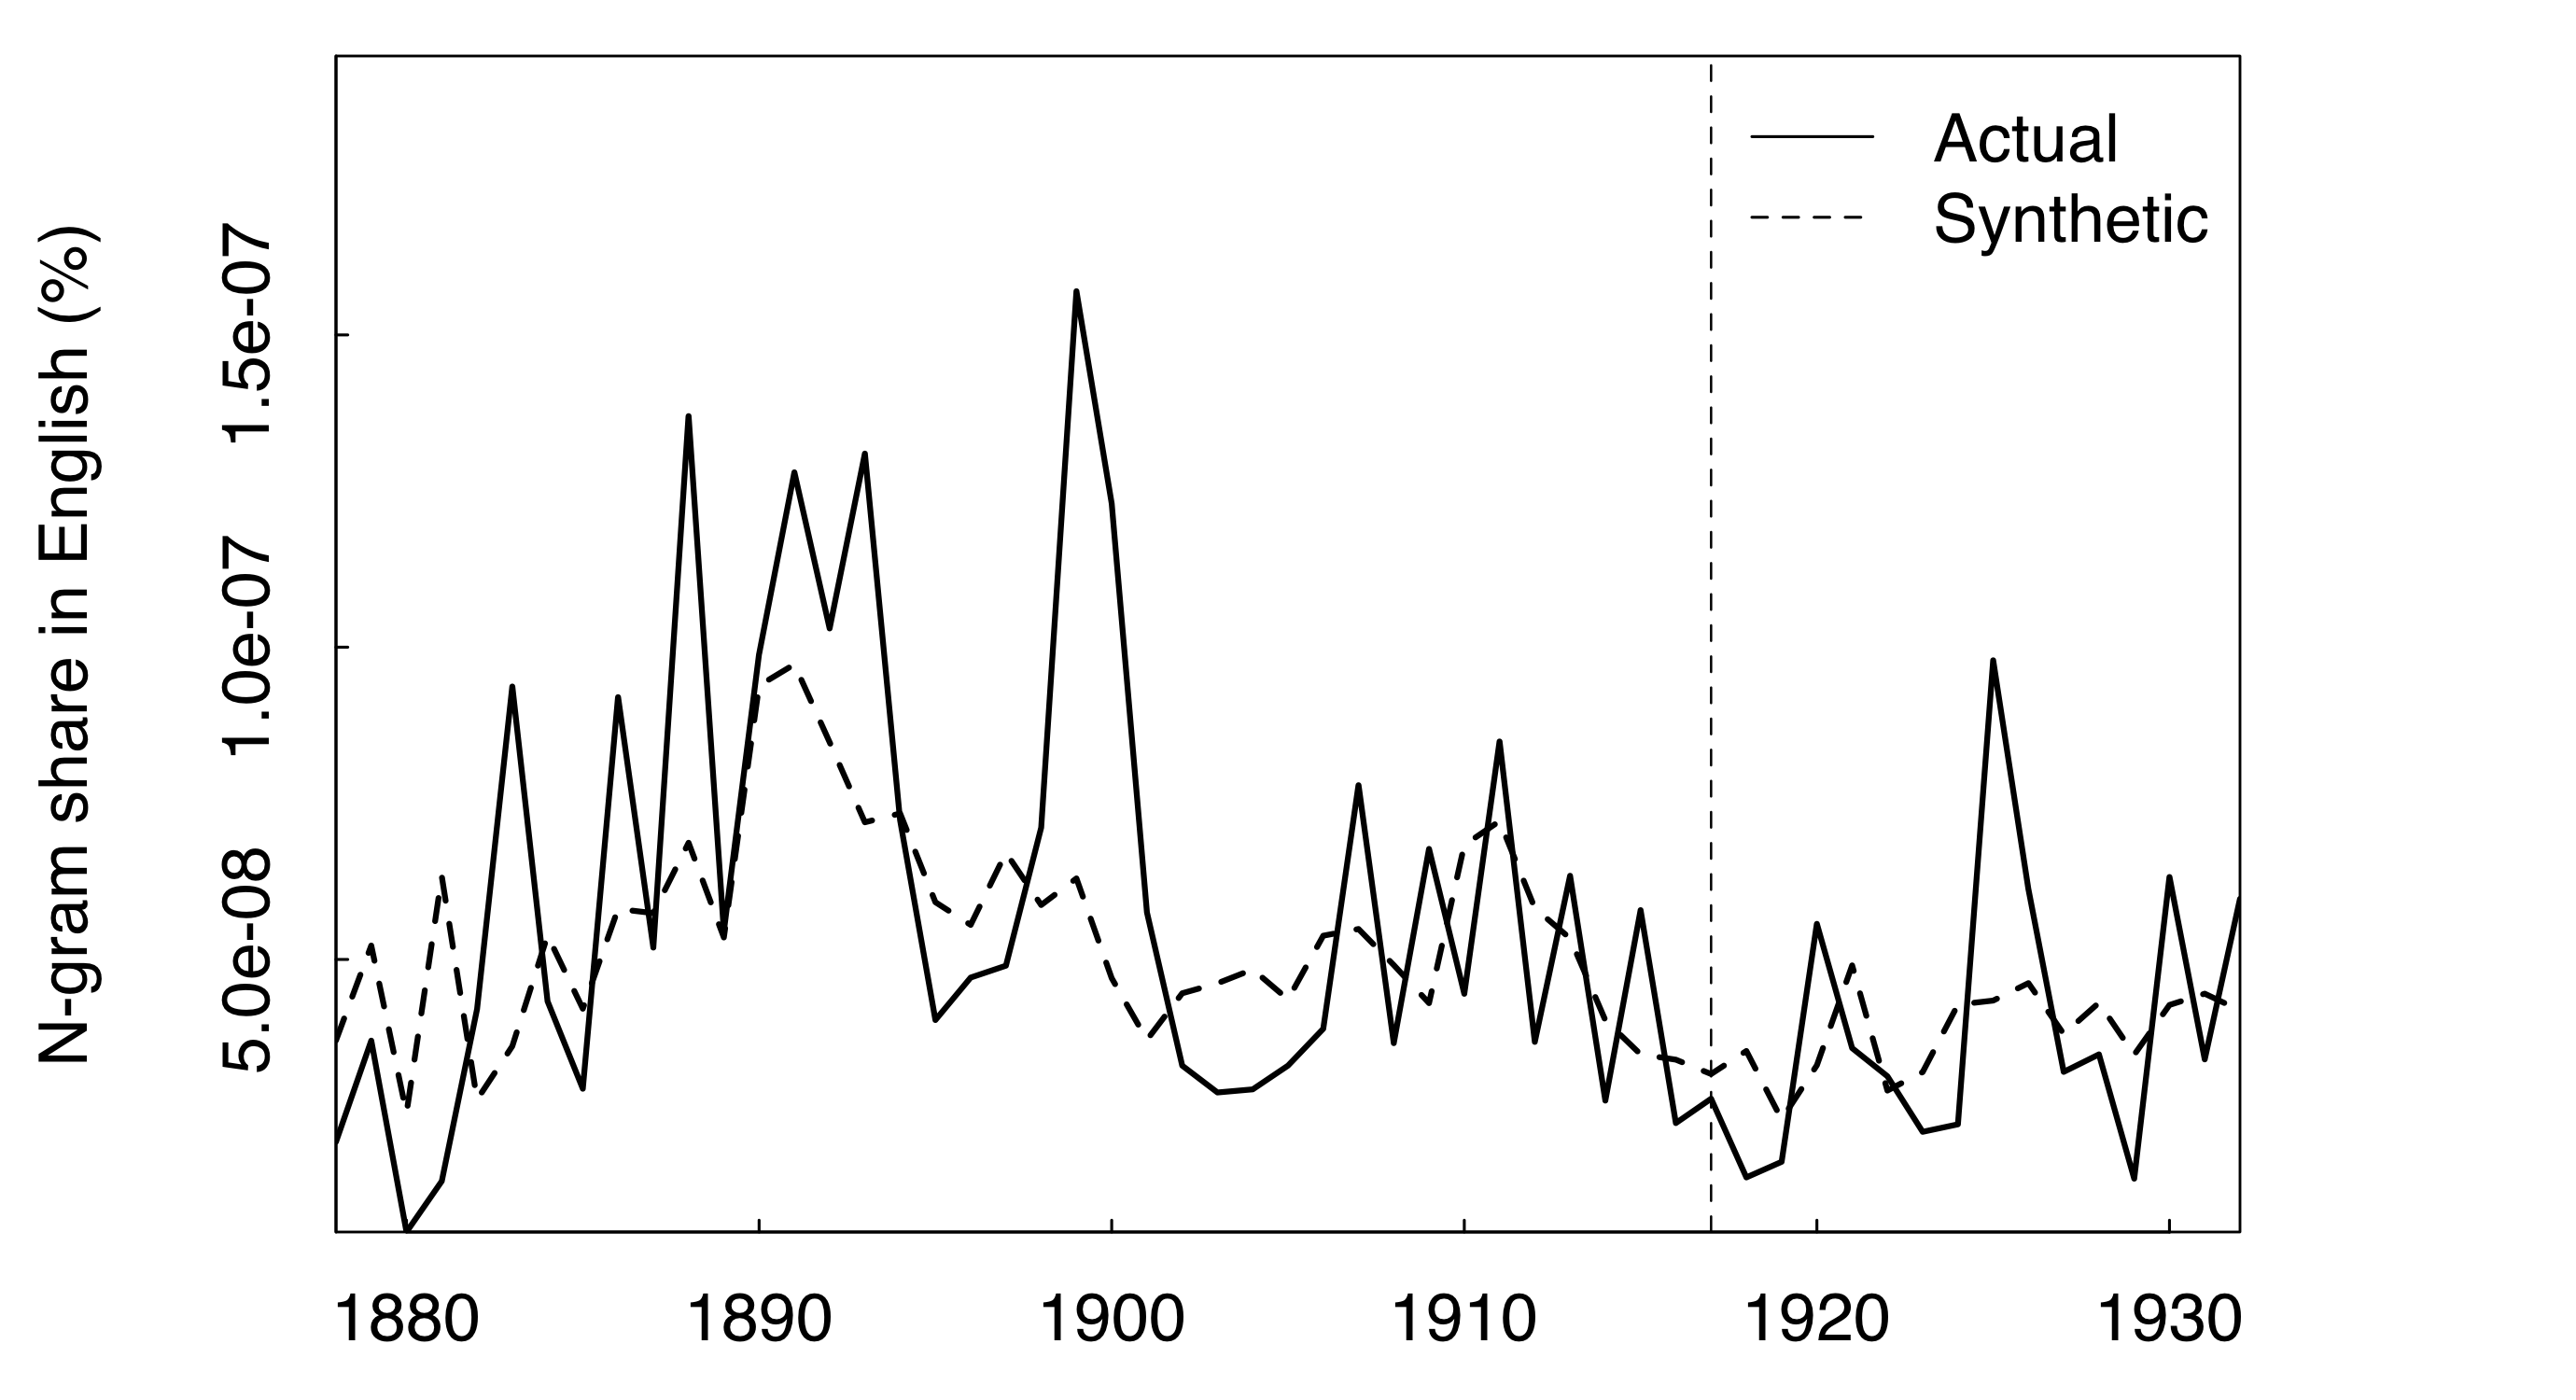 N-gram share in English (%)
1.5e-07
1.0e-07
5.0e-08
Actual
Synthetic
1880 1890 1900 1910 1920 1930